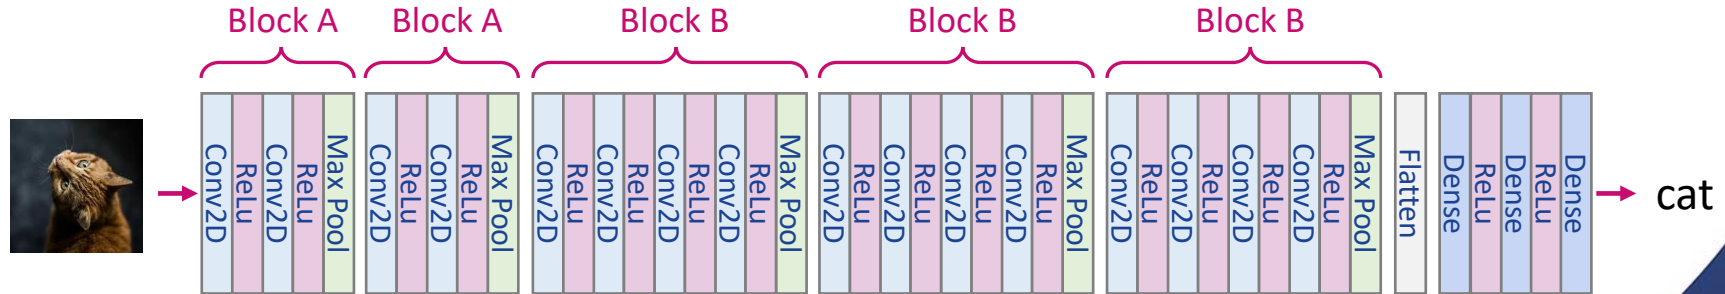 Block A Block A Block B Block B Block B
Conv2D
ReLu
Conv2D
ReLu
Max Pool
Conv2D
ReLu
Conv2D
ReLu
Max Pool
Conv2D
ReLu
Conv2D
ReLu
Conv2D
ReLu
Conv2D
ReLu
Max Pool
Conv2D
ReLu
Conv2D
ReLu
Conv2D
ReLu
Conv2D
ReLu
Max Pool
Conv2D
ReLu
Conv2D
ReLu
Conv2D
ReLu
Conv2D
ReLu
Max Pool
Flatten
Dense
ReLu
Dense
ReLu
Dense
cat